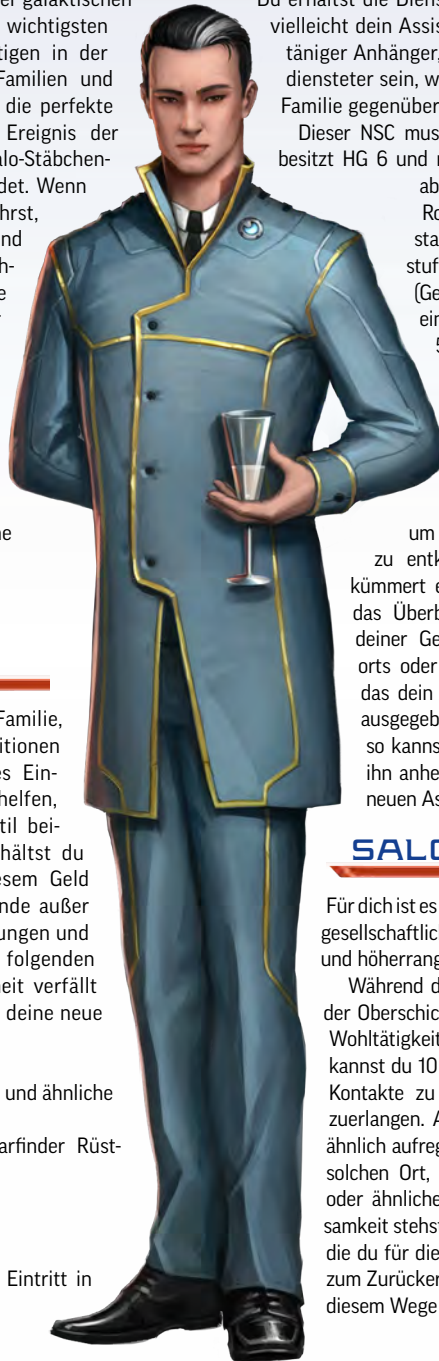 galaktischen
wichtigsten
tigen in der
Familien und
die perfekte
Ereignis der
alo-Stäbchen-
det. Wenn
hrst,
nd
h-
e
ne
Familie,
itionen
es Ein-
helfen,
til bei-
hältst du
esem Geld
nde außer
ungen und
folgenden
eit verfällt
deine neue
und ähnliche
arfinder Rüst-
Eintritt in
Du erhältst die Diens
vielleicht dein Assis
täniger Anhänger,
diensteter sein, w
Familie gegenüber
Dieser NSC mus
besitzt HG 6 und
ab
Ro
sta
stuf
(Ge
ein
5
um
zu entk
kümmert e
das Überb
deiner Ge
orts oder
das dein
ausgegeb
so kanns
ihn anhe
neuen As
SALO
Für dich ist es
gesellschaftlic
und höherrang
Während d
der Oberschic
Wohltätigkeit
kannst du 10
Kontakte zu
zuerlangen. A
ähnlich aufreg
solchen Ort,
oder ähnliche
samkeit stehs
die du für die
zum Zurücker
diesem Wege